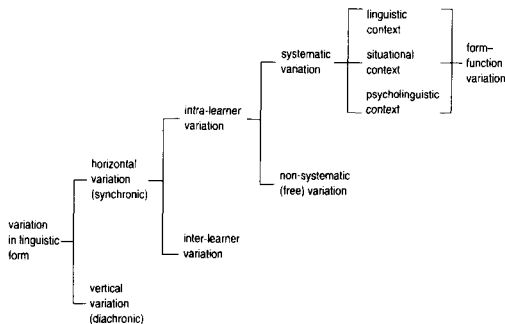 linguistic
context
systematic
variation
situational
context
form–
function
variation
psycholinguistic
context
intra-learner
variation
horizontal
variation
(synchronic)
non-systematic
(free) variation
variation
in linguistic
form
inter-learner
variation
vertical
variation
(diachronic)